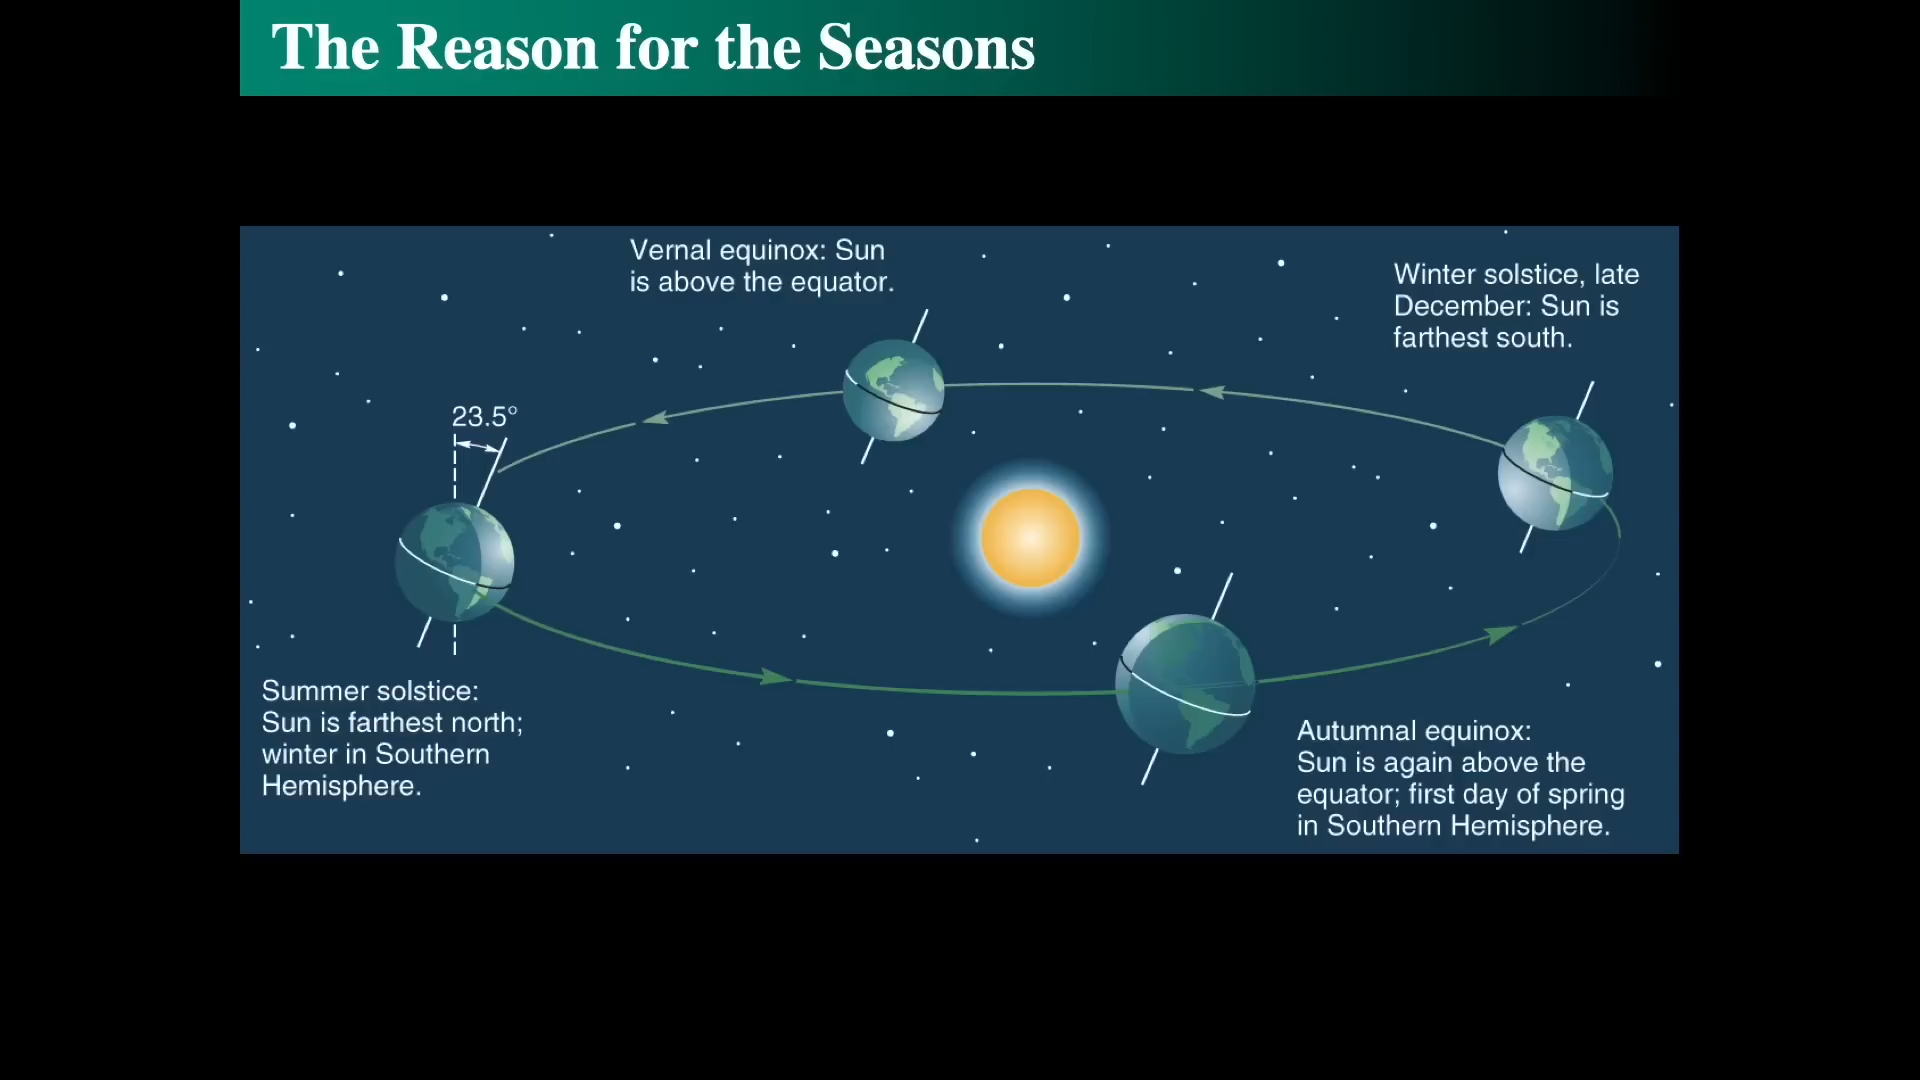 The Reason for the Seasons
Vernal equinox: Sun
is above the equator.
Winter solstice, late
December: Sun is
farthest south.
23.5°
Summer solstice:
Sun is farthest north;
winter in Southern
Hemisphere.
Autumnal equinox:
Sun is again above the
equator; first day of spring
in Southern Hemisphere.